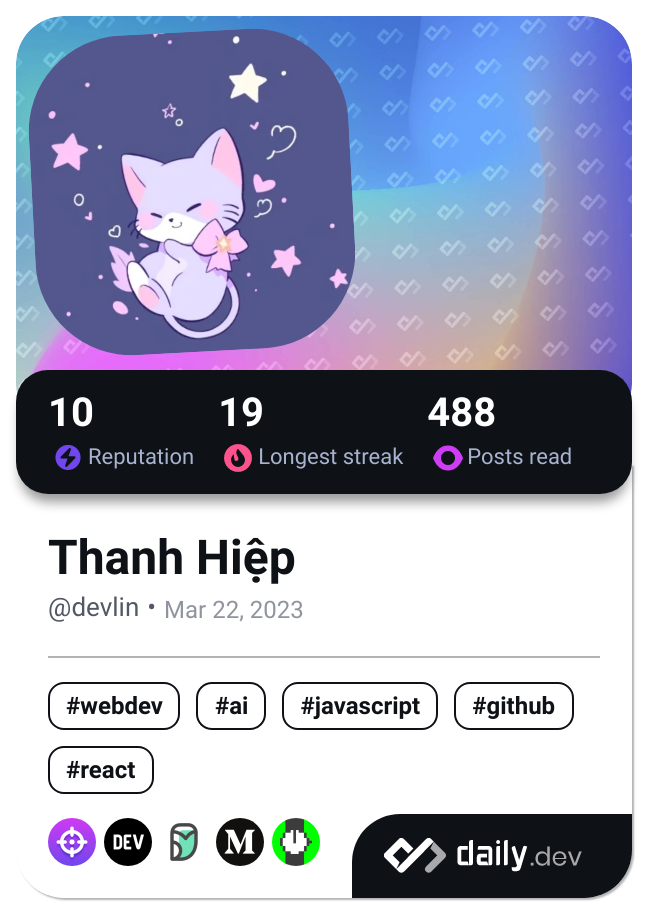 10 19 488
Reputation Longest streak Posts read
Thanh Hiệp
@devlin • Mar 22, 2023
#webdev #ai #javascript #github
#react
DEV M daily.dev